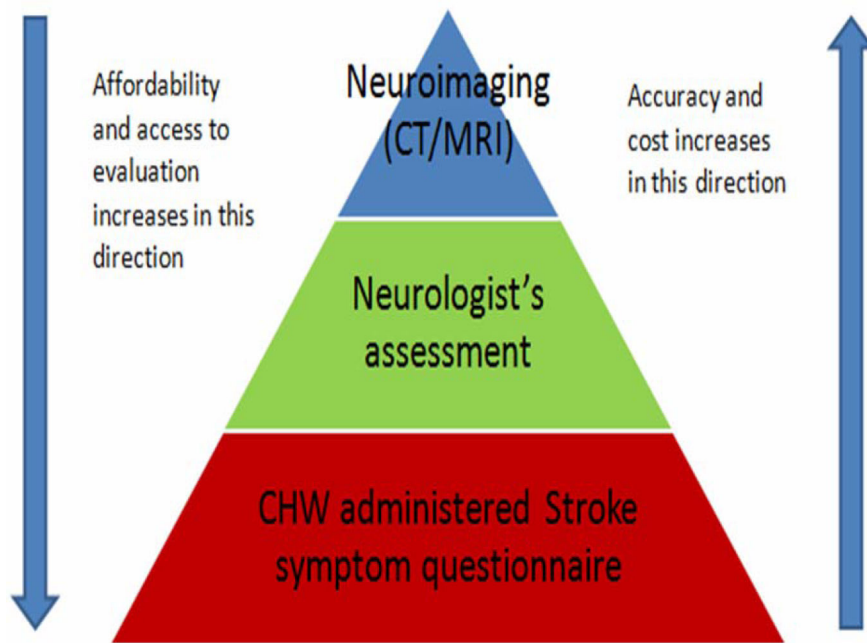 Affordability
and access to
evaluation
increases in this
direction
Neuroimaging
(CT/MRI)
Accuracy and
cost increases
in this direction
Neurologist's
assessment
CHW administered Stroke
symptom questionnaire